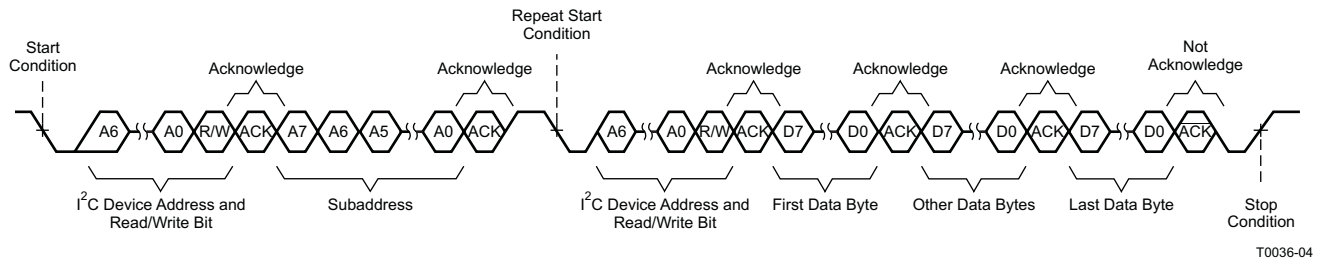 Repeat Start
Condition
Start
Condition
Acknowledge
Acknowledge
Acknowledge
Acknowledge
Acknowledge
Not
Acknowledge
A6 A0 R/W ACK A7 A6 A5 A0 ACK A6 A0 R/W ACK D7 D0 ACK D7 D0 ACK D7 D0 ACK
I2C Device Address and
Read/Write Bit
Subaddress
I2C Device Address and
Read/Write Bit
First Data Byte
Other Data Bytes
Last Data Byte
Stop
Condition
T0036-04